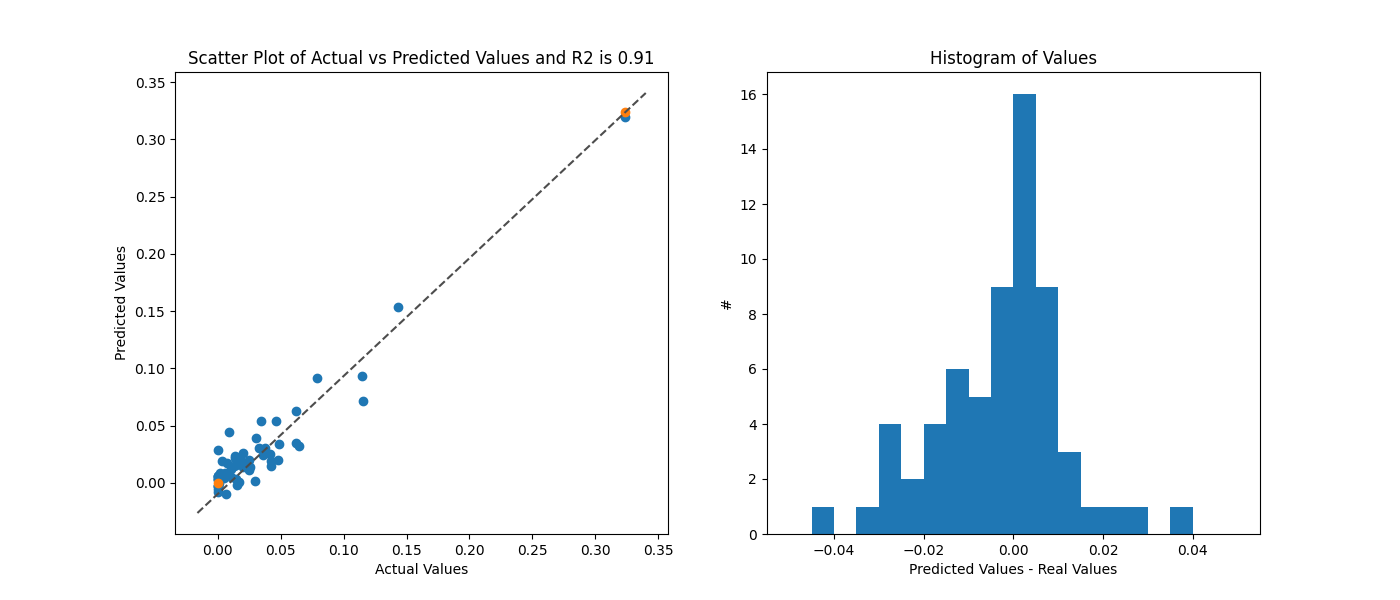 Scatter Plot of Actual vs Predicted Values and R2 is 0.91
0.35
0.30
0.25
0.20
0.15
0.10
0.05
0.00
Predicted Values
0.00 0.05 0.10 0.15 0.20 0.25 0.30 0.35
Actual Values
Histogram of Values
16
14
12
10
8
6
4
2
0
#
−0.04 −0.02 0.00 0.02 0.04
Predicted Values - Real Values